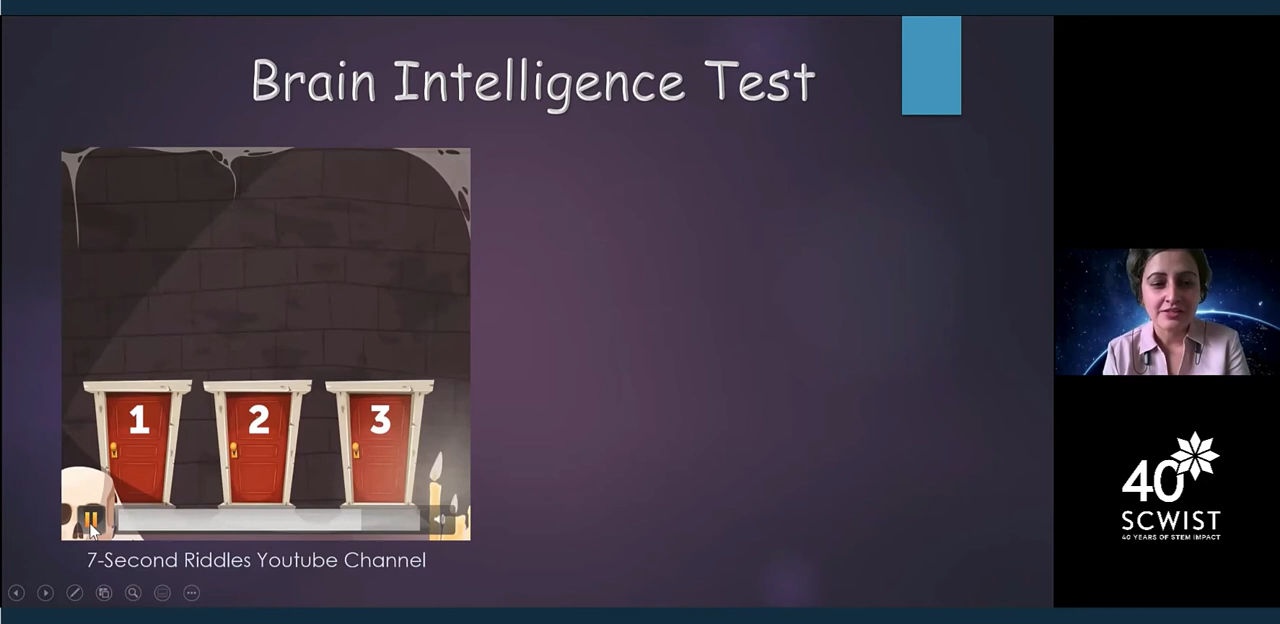 Brain Intelligence Test
1 2 3
7-Second Riddles Youtube Channel
40
SCWIST
40 YEARS OF STEM IMPACT